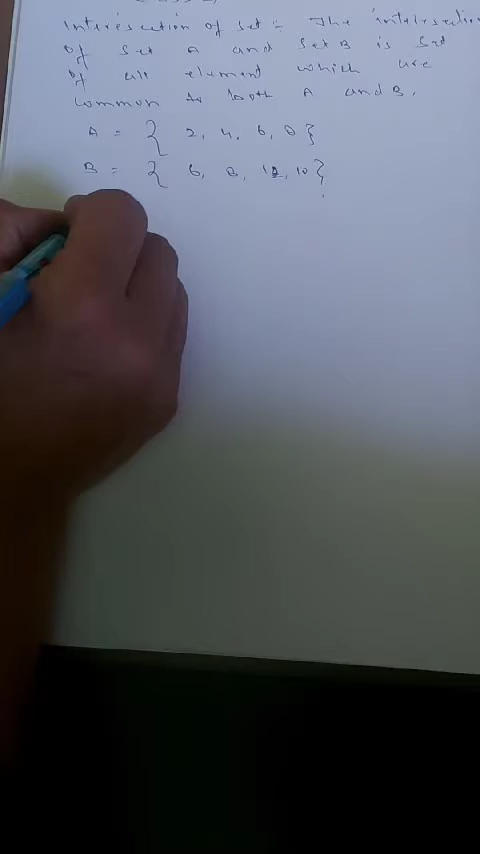 Intersection of set :- The intersection
of set A and set B is set
of all element which are
common to both A and B.
A = { 2, 4, 6, 8}
B = { 6, 8, 12, 10}